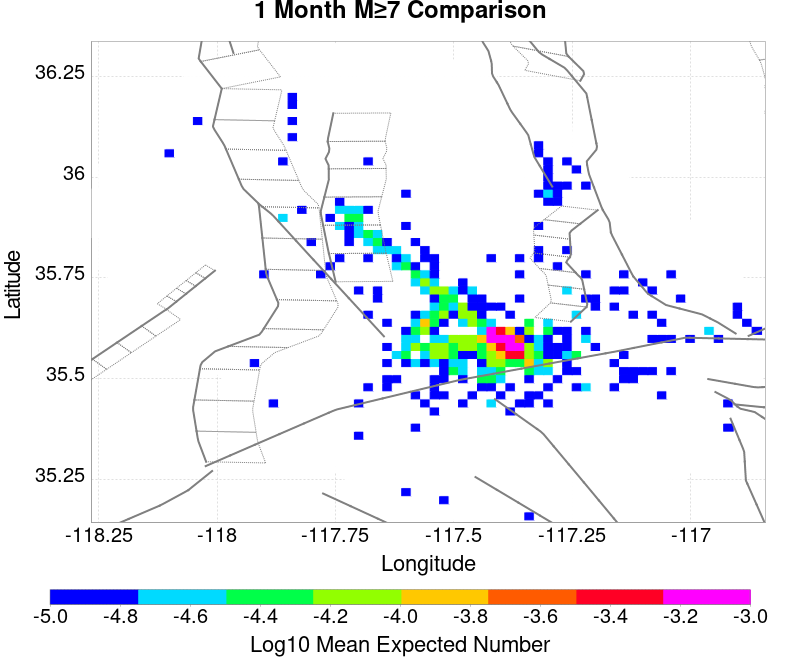 1 Month M≥7 Comparison
36.25
36
35.75
35.5
35.25
Latitude
-118.25 -118 -117.75 -117.5 -117.25 -117
Longitude
-5.0 -4.8 -4.6 -4.4 -4.2 -4.0 -3.8 -3.6 -3.4 -3.2 -3.0
Log10 Mean Expected Number